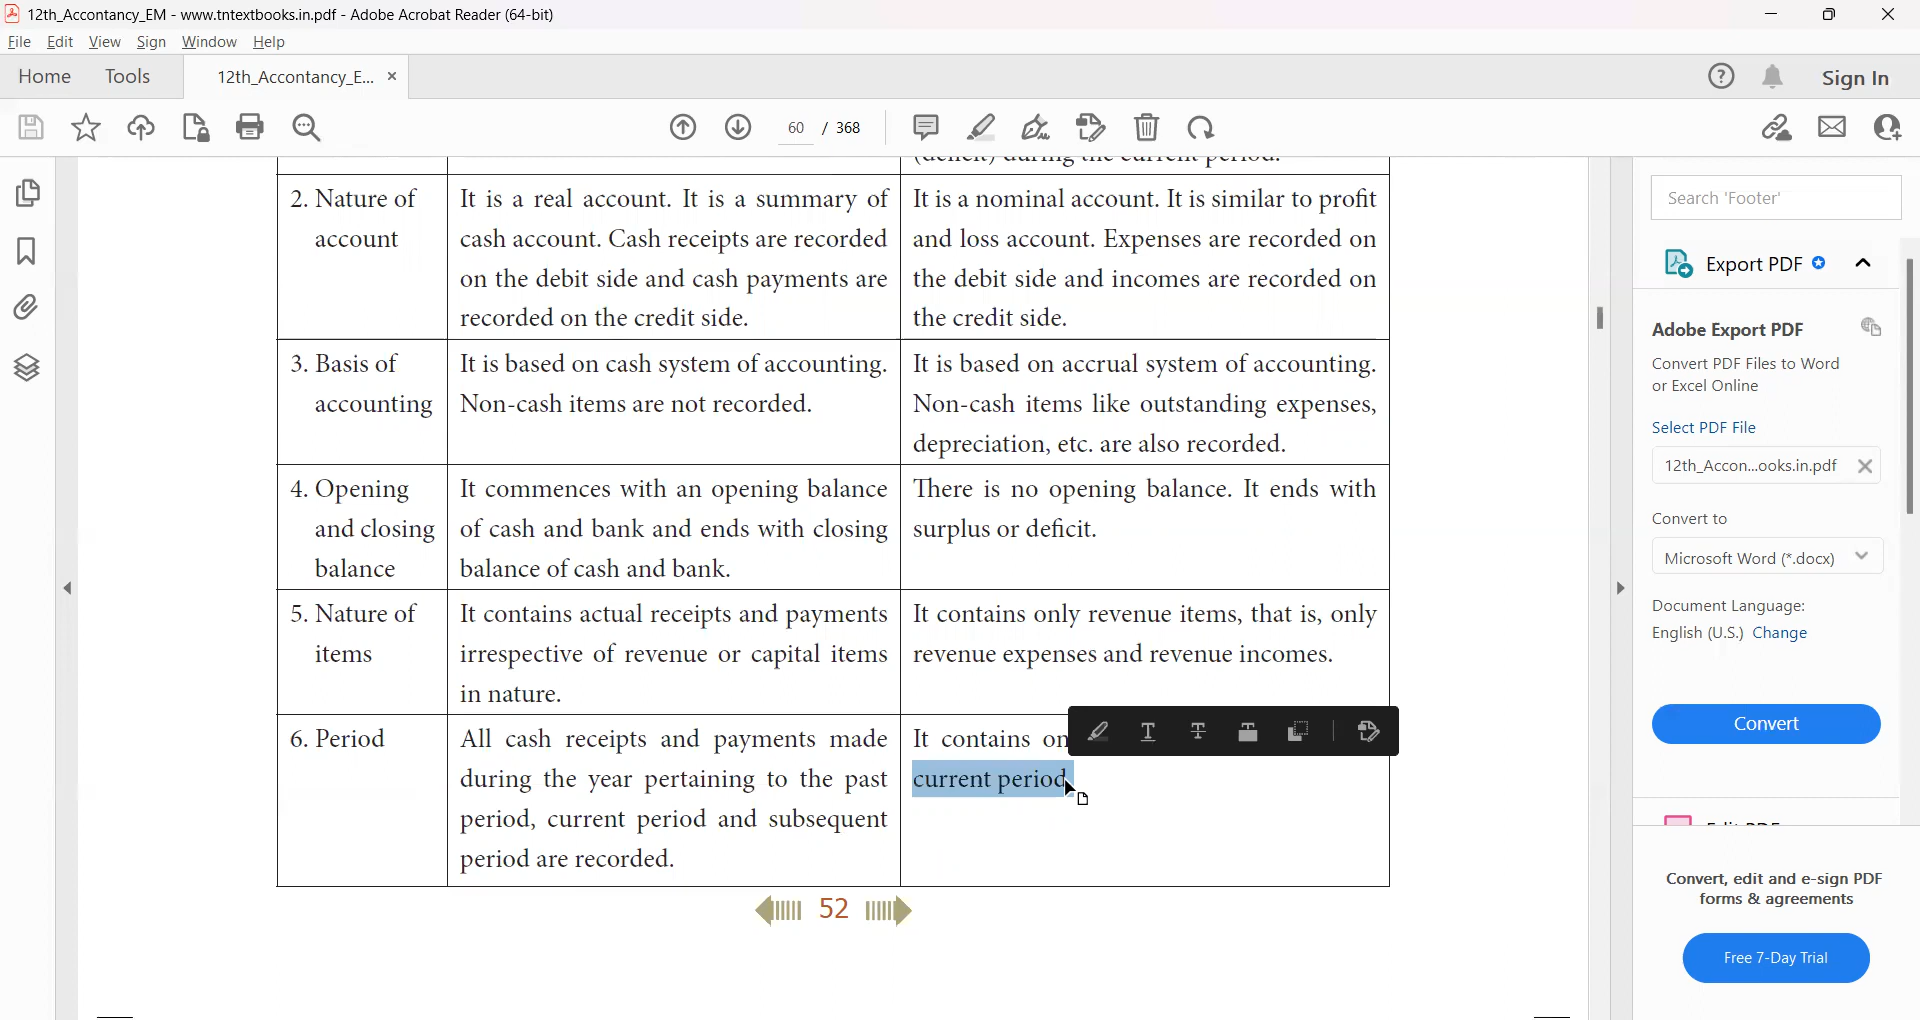 12th_Accontancy_EM - www.tntextbooks.in.pdf - Adobe Acrobat Reader (64-bit)
File Edit View Sign Window Help
Home Tools 12th_Accontancy_E... × Sign In
60 / 368
(deficit) during the current period.
2. Nature of account
It is a real account. It is a summary of
cash account. Cash receipts are recorded
on the debit side and cash payments are
recorded on the credit side.
It is a nominal account. It is similar to profit
and loss account. Expenses are recorded on
the debit side and incomes are recorded on
the credit side.
3. Basis of
accounting
It is based on cash system of accounting.
Non-cash items are not recorded.
It is based on accrual system of accounting.
Non-cash items like outstanding expenses,
depreciation, etc. are also recorded.
4. Opening
and closing
balance
It commences with an opening balance
of cash and bank and ends with closing
balance of cash and bank.
There is no opening balance. It ends with
surplus or deficit.
5. Nature of
items
It contains actual receipts and payments
irrespective of revenue or capital items
in nature.
It contains only revenue items, that is, only
revenue expenses and revenue incomes.
6. Period
All cash receipts and payments made
during the year pertaining to the past
period, current period and subsequent
period are recorded.
It contains
current period
52
Search 'Footer'
Export PDF
Adobe Export PDF
Convert PDF Files to Word
or Excel Online
Select PDF File
12th_Accon...ooks.in.pdf
Convert to
Microsoft Word (*.docx)
Document Language:
English (U.S.) Change
Convert
Convert, edit and e-sign PDF
forms & agreements
Free 7-Day Trial